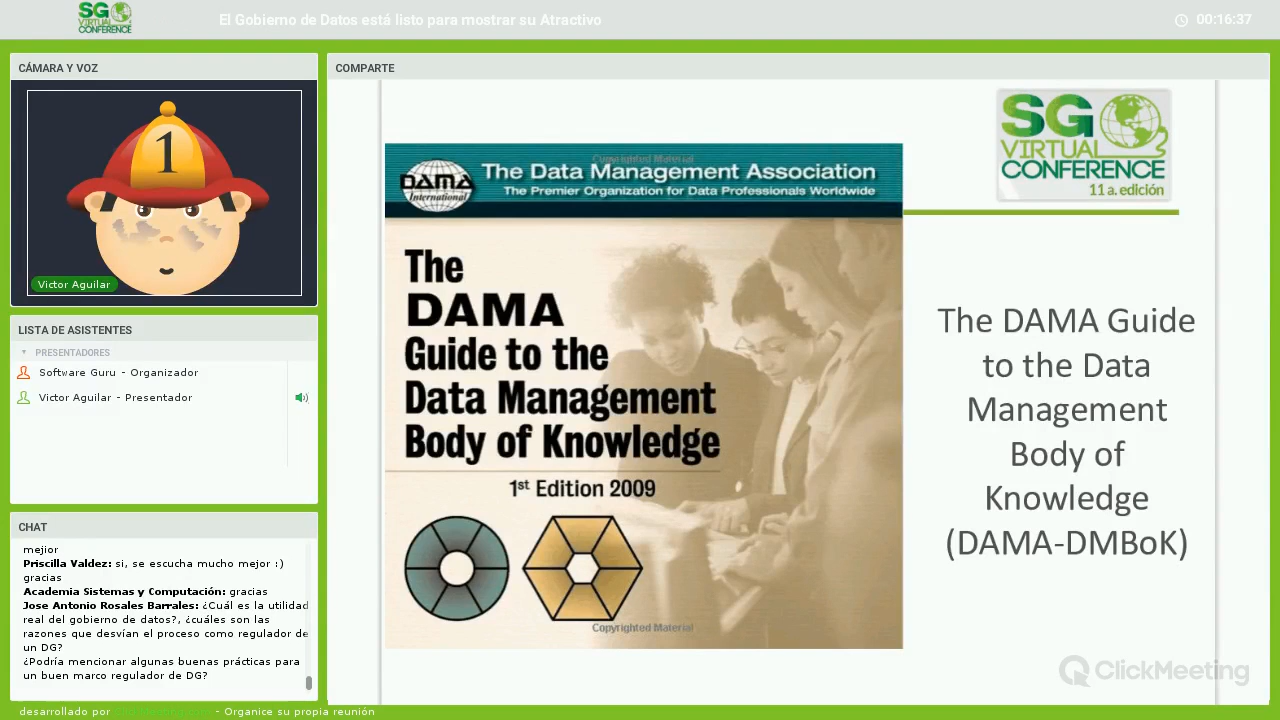 SG
VIRTUAL
CONFERENCE
El Gobierno de Datos está listo para mostrar su Atractivo
00:16:37
CÁMARA Y VOZ
1
Victor Aguilar
LISTA DE ASISTENTES
PRESENTADORES
Software Guru - Organizador
Victor Aguilar - Presentador
CHAT
mejior
Priscilla Valdez: si, se escucha mucho mejor :)
gracias
Academia Sistemas y Computación: gracias
Jose Antonio Rosales Barrales: ¿Cuál es la utilidad
real del gobierno de datos?, ¿cuáles son las
razones que desvían el proceso como regulador de
un DG?
¿Podría mencionar algunas buenas prácticas para
un buen marco regulador de DG?
desarrollado por - Organice su propia reunión
COMPARTE
SG
VIRTUAL
CONFERENCE
11 a. edición
Copyrighted Material
DAMA
International
The Data Management Association
The Premier Organization for Data Professionals Worldwide
The
DAMA
Guide to the
Data Management
Body of Knowledge
1st Edition 2009
Copyrighted Material
The DAMA Guide
to the Data
Management
Body of
Knowledge
(DAMA-DMBoK)
ClickMeeting